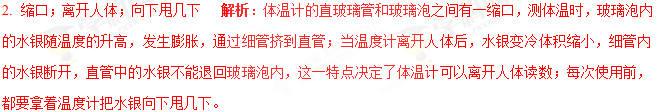 2. 缩口；离开人体；向下甩几下 解析：体温计的直玻璃管和玻璃泡之间有一缩口，测体温时，玻璃泡内
的水银随温度的升高，发生膨胀，通过细管挤到直管；当温度计离开人体后，水银变冷体积缩小，细管内
的水银断开，直管中的水银不能退回玻璃泡内，这一特点决定了体温计可以离开人体读数；每次使用前，
都要拿着温度计把水银向下甩几下。